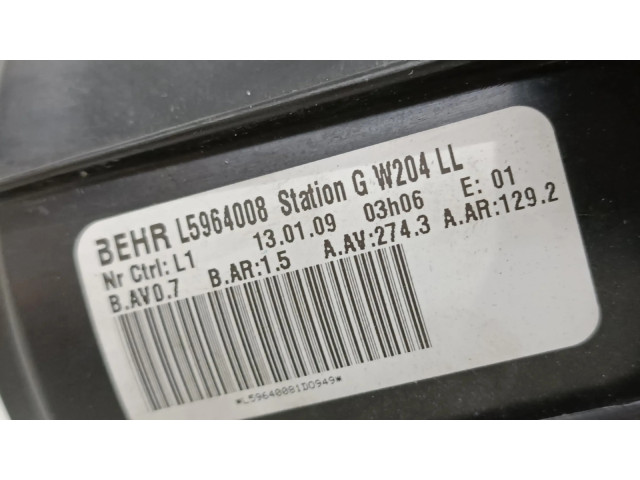 BEHR L5964008 Station G W204 LL
Nr Ctrl: L1 13.01.09 03h06 E: 01
B.AV0.7 B.AR:1.5 A.AV:274.3 A.AR:129.2
*L59640081D0949*